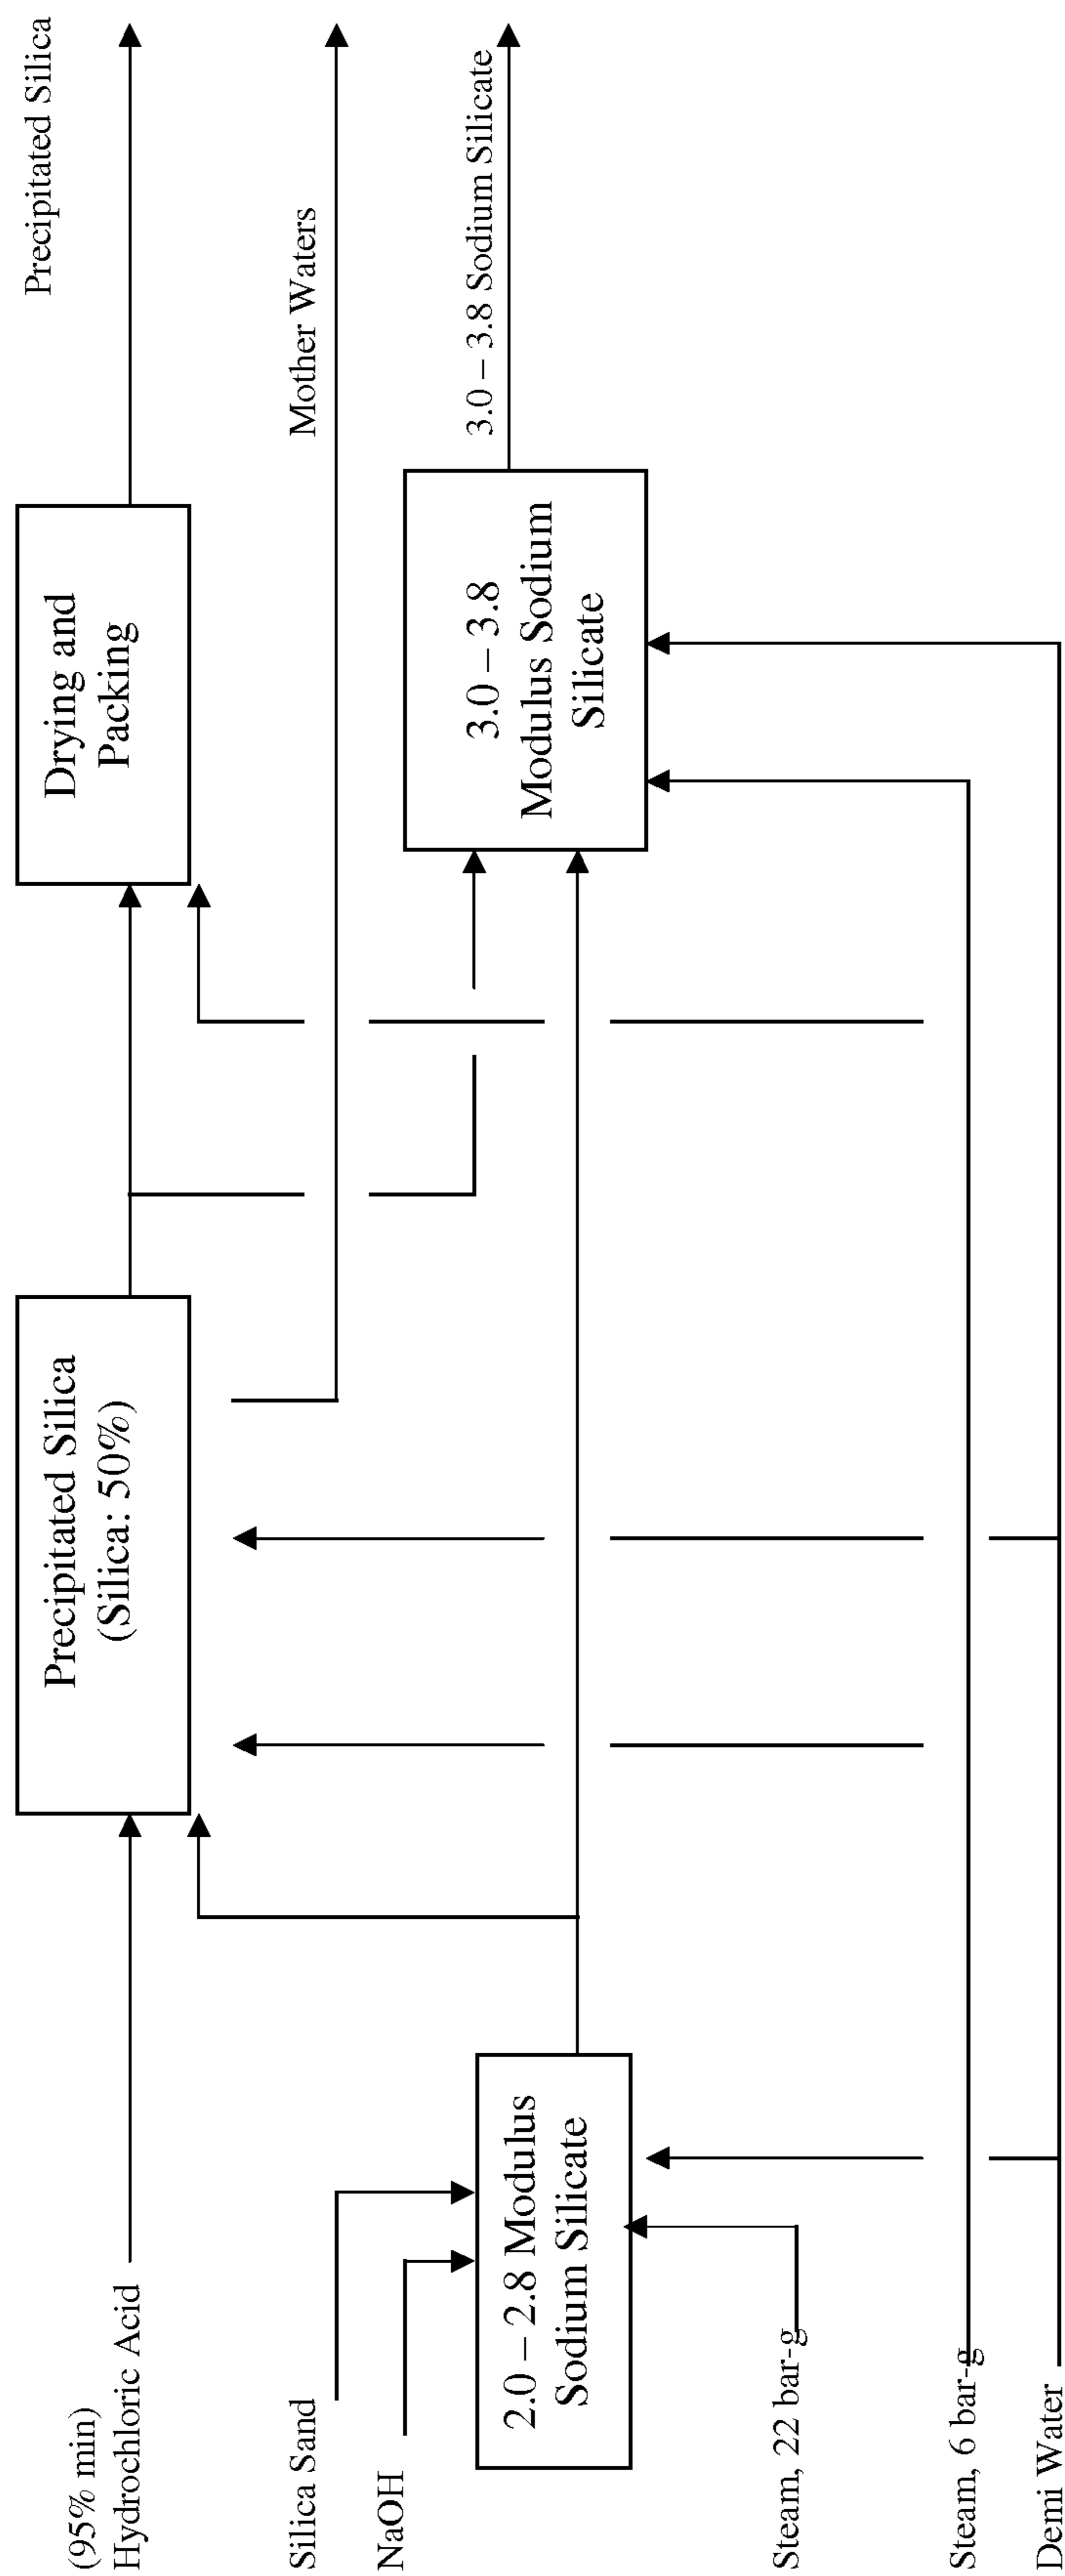 (95% min)
Hydrochloric Acid
Silica Sand
NaOH
2.0 – 2.8 Modulus
Sodium Silicate
Steam, 22 bar-g
Steam, 6 bar-g
Demi Water
Precipitated Silica
(Silica: 50%)
Drying and
Packing
3.0 – 3.8
Modulus Sodium
Silicate
Precipitated Silica
Mother Waters
3.0 – 3.8 Sodium Silicate